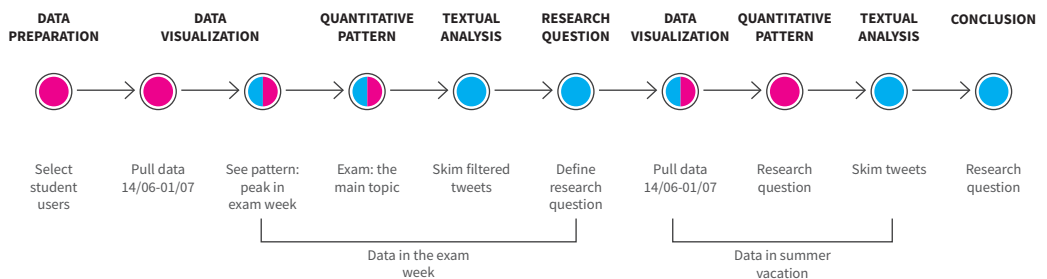 DATA
PREPARATION
DATA
VISUALIZATION
QUANTITATIVE
PATTERN
TEXTUAL
ANALYSIS
RESEARCH
QUESTION
DATA
VISUALIZATION
QUANTITATIVE
PATTERN
TEXTUAL
ANALYSIS
CONCLUSION
Select
student
users
Pull data
14/06-01/07
See pattern:
peak in
exam week
Exam: the
main topic
Skim filtered
tweets
Define
research
question
Pull data
14/06-01/07
Research
question
Skim tweets
Research
question
Data in the exam
week
Data in summer
vacation